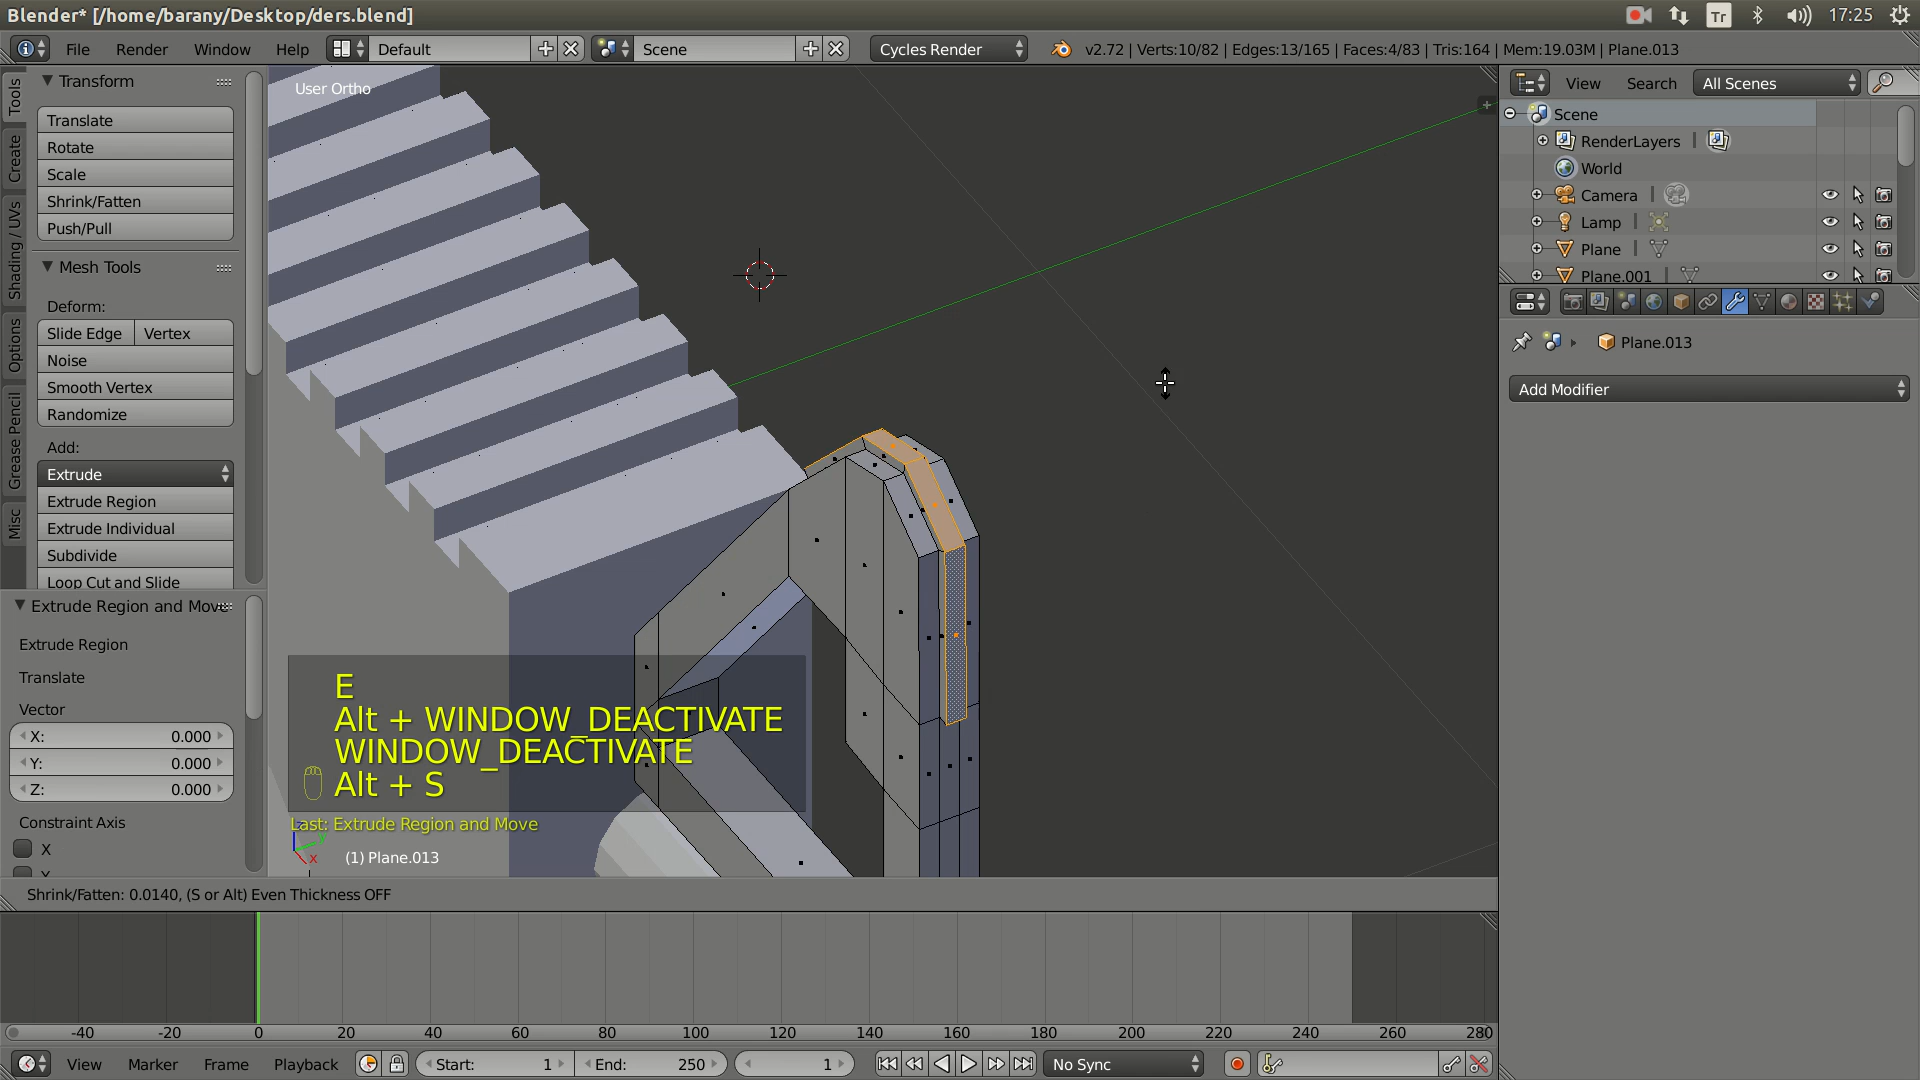 Blender* [/home/barany/Desktop/ders.blend]
Tr
17:25
File
Render
Window
Help
Default
Scene
Cycles Render
v2.72 | Verts:10/82 | Edges:13/165 | Faces:4/83 | Tris:164 | Mem:19.03M | Plane.013
Tools
Create
Shading / UVs
Options
Grease Pencil
Misc
Transform
Translate
Rotate
Scale
Shrink/Fatten
Push/Pull
Mesh Tools
Deform:
Slide Edge
Vertex
Noise
Smooth Vertex
Randomize
Add:
Extrude
Extrude Region
Extrude Individual
Subdivide
Loop Cut and Slide
Extrude Region and Move
Extrude Region
Translate
Vector
X: 0.000
Y: 0.000
Z: 0.000
Constraint Axis
X
User Ortho
E
Alt + WINDOW_DEACTIVATE
WINDOW_DEACTIVATE
Alt + S
Last: Extrude Region and Move
x
(1) Plane.013
Shrink/Fatten: 0.0140, (S or Alt) Even Thickness OFF
View
Search
All Scenes
Scene
RenderLayers
World
Camera
Lamp
Plane
Plane.001
Plane.013
Add Modifier
-40 -20 0 20 40 60 80 100 120 140 160 180 200 220 240 260 280
View
Marker
Frame
Playback
Start: 1
End: 250
1
No Sync